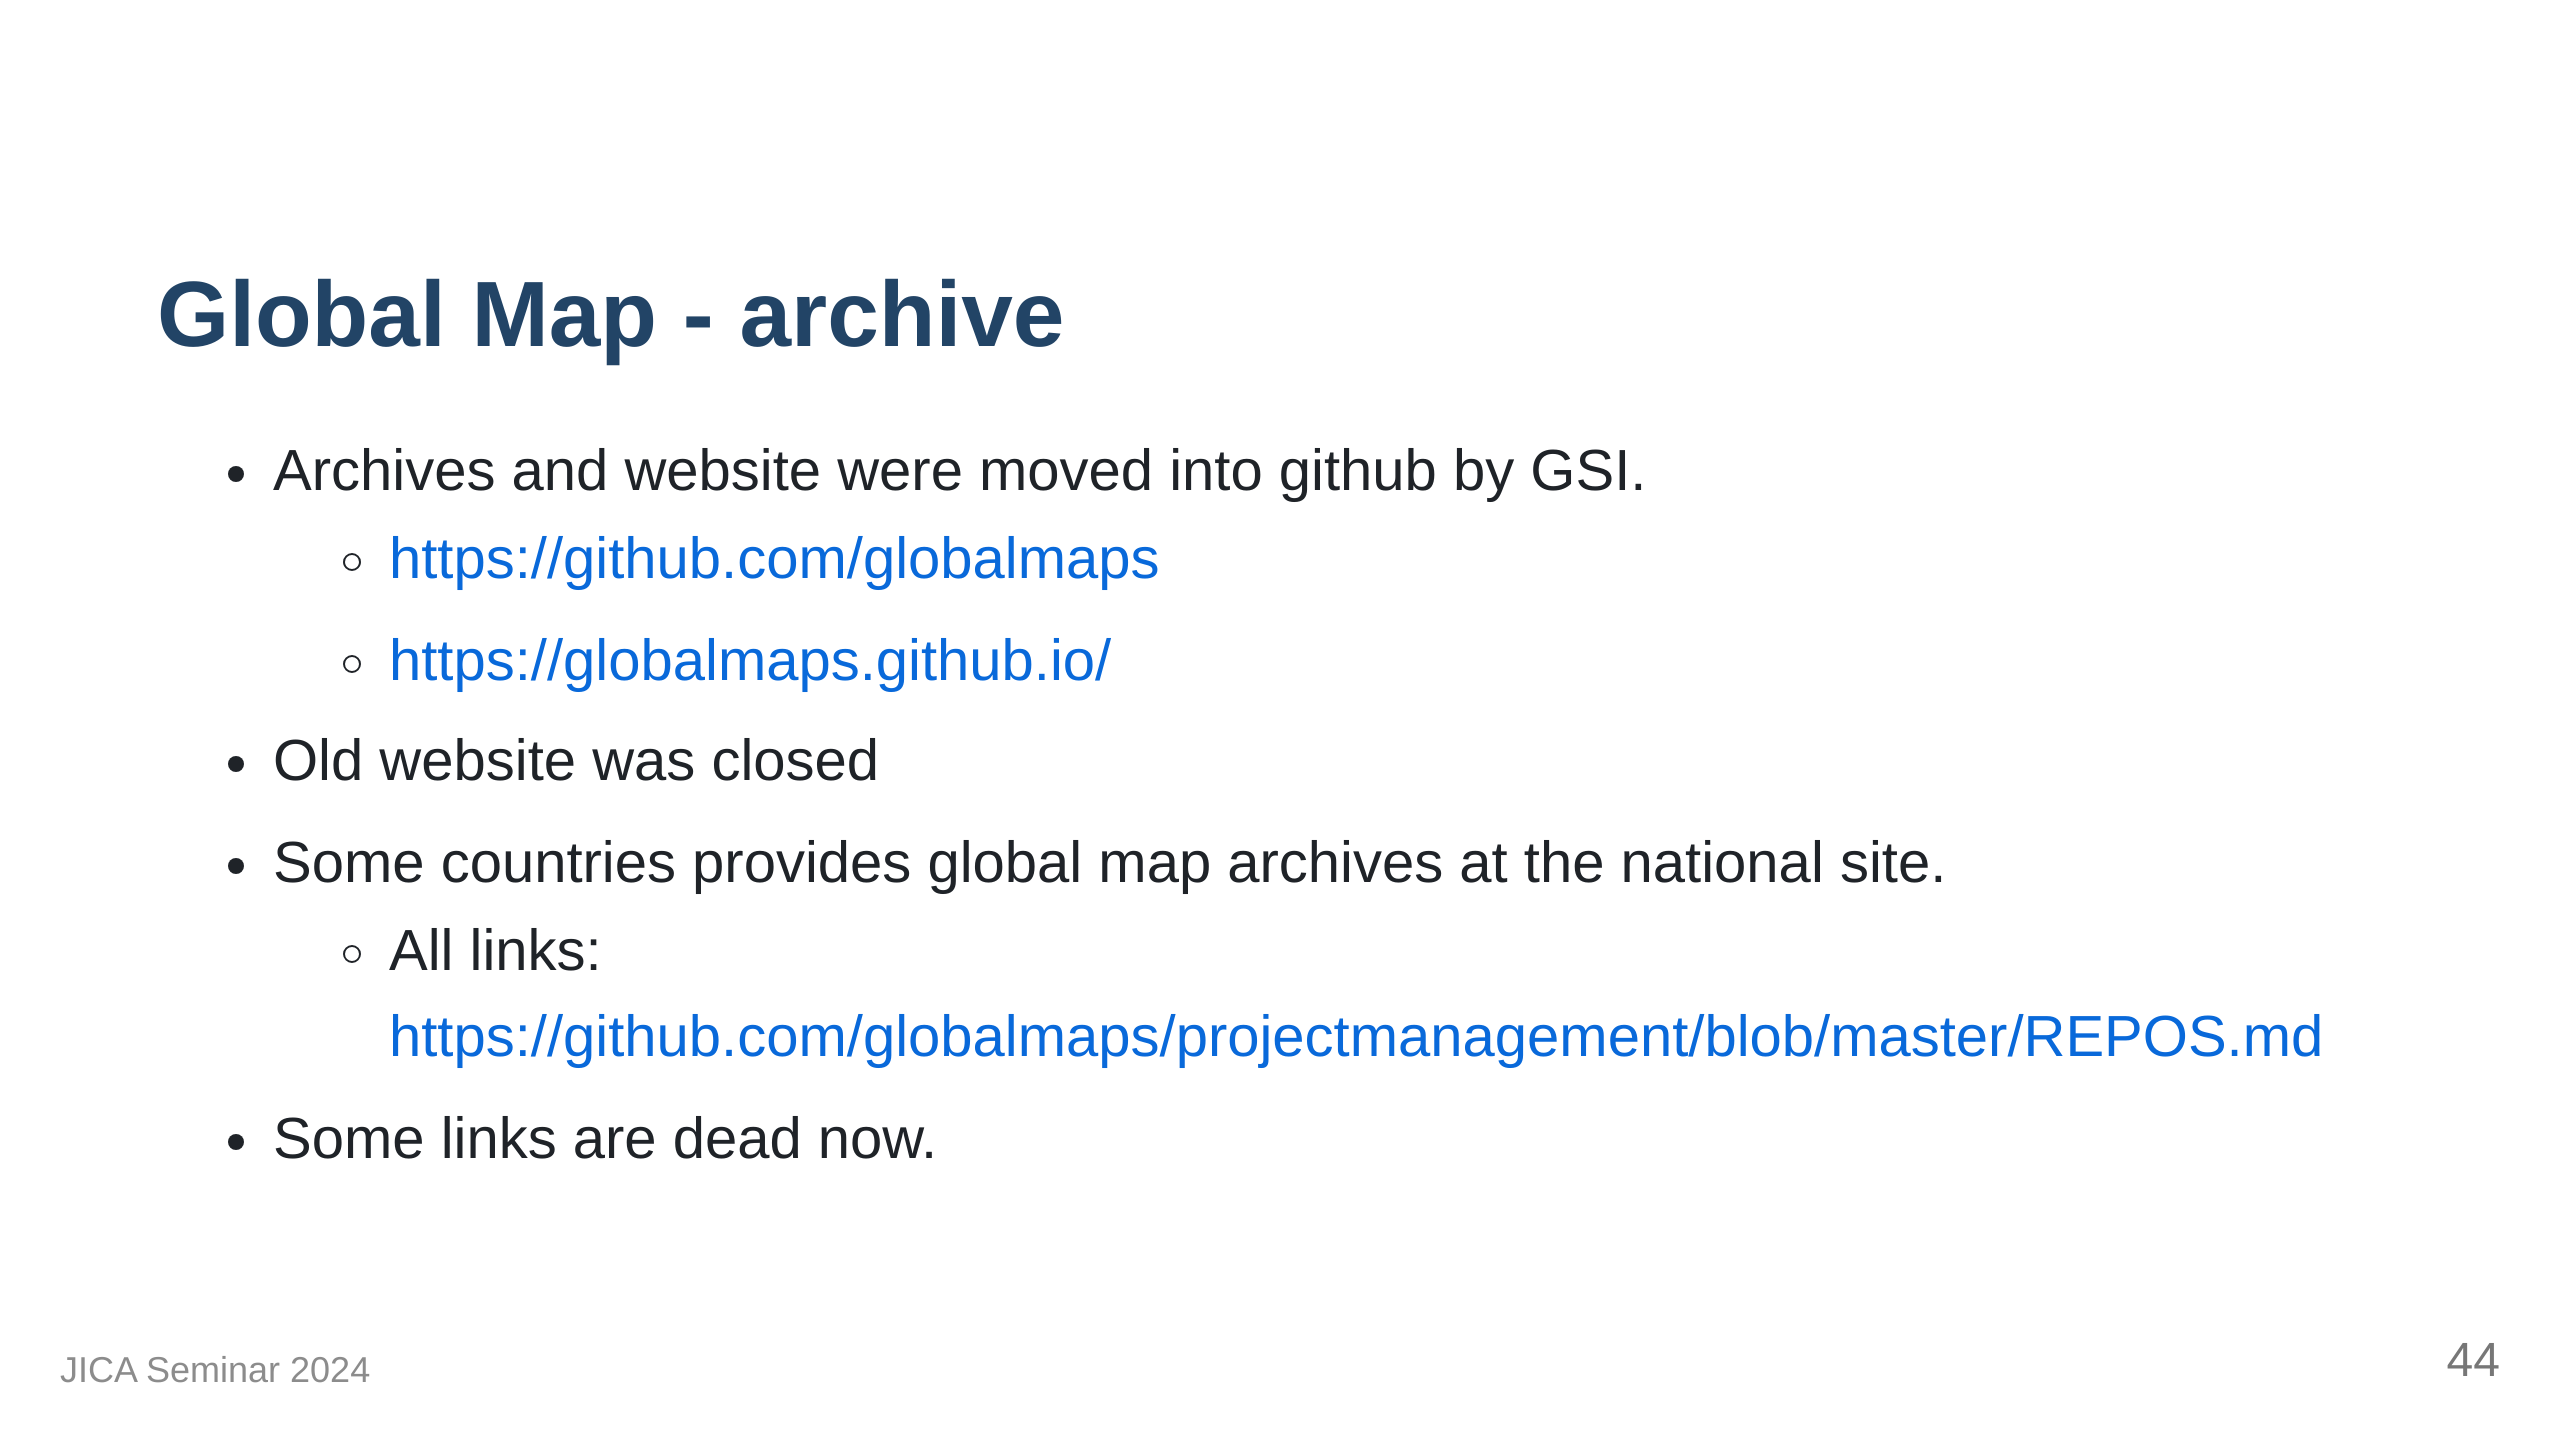 Global Map - archive
• Archives and website were moved into github by GSI.
◦ https://github.com/globalmaps
◦ https://globalmaps.github.io/
• Old website was closed
• Some countries provides global map archives at the national site.
◦ All links:
https://github.com/globalmaps/projectmanagement/blob/master/REPOS.md
• Some links are dead now.
JICA Seminar 2024
44